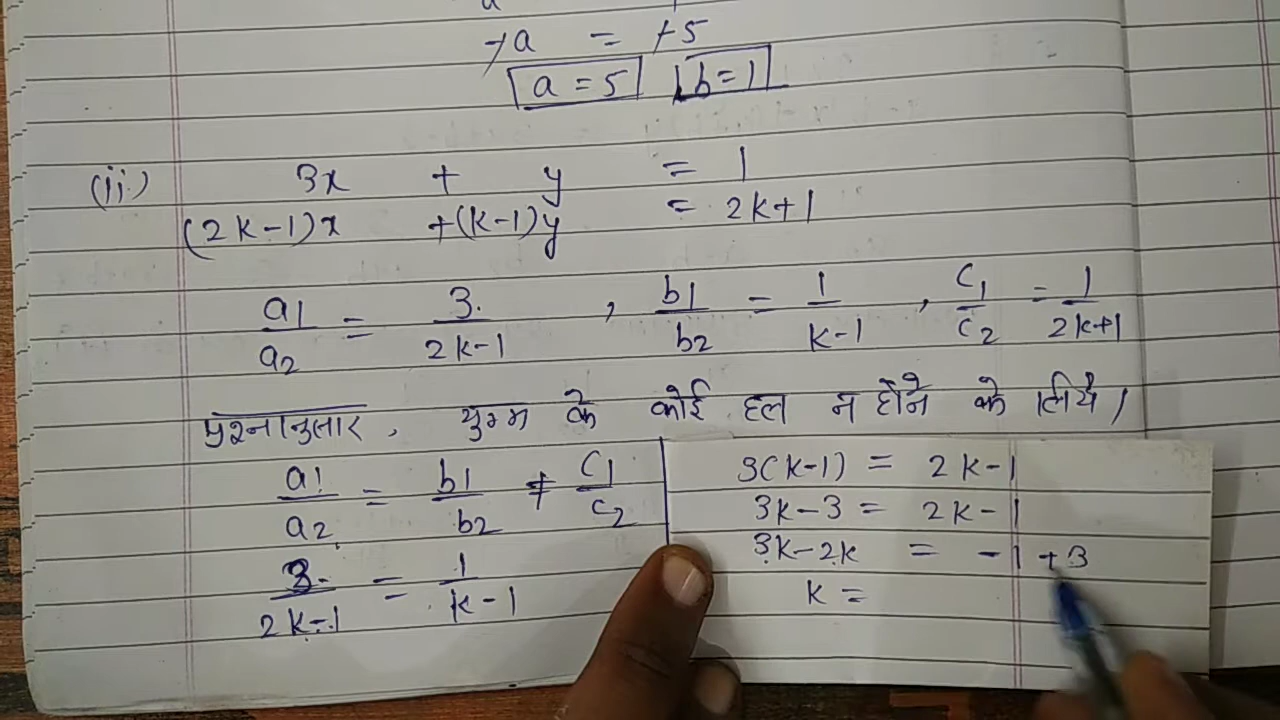 -a = +5
a = 5 b = 1
(ii) 3x + y = 1
(2k-1)x + (k-1)y = 2k+1
a1/a2 = 3/2k-1 , b1/b2 = 1/k-1 , c1/c2 = 1/2k+1
प्रश्नानुसार, युग्म के कोई हल न होने के लिये,
a1/a2 = b1/b2 ≠ c1/c2
3/2k-1 = 1/k-1
3(k-1) = 2k-1
3k-3 = 2k-1
3k-2k = -1+3
k =